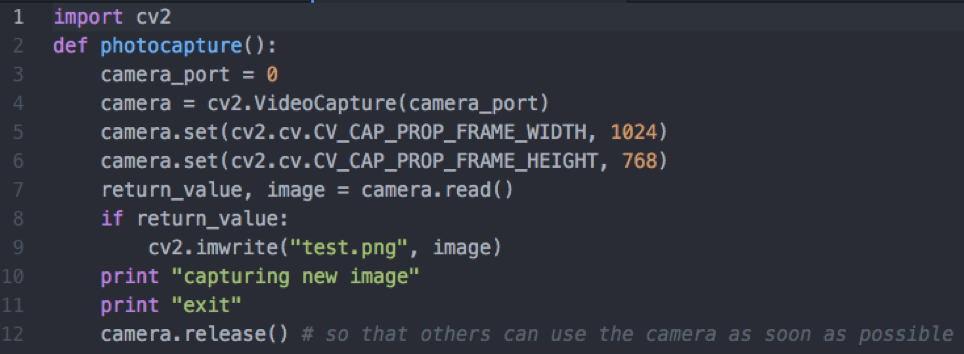 1 import cv2
2 def photocapture():
3     camera_port = 0
4     camera = cv2.VideoCapture(camera_port)
5     camera.set(cv2.cv.CV_CAP_PROP_FRAME_WIDTH, 1024)
6     camera.set(cv2.cv.CV_CAP_PROP_FRAME_HEIGHT, 768)
7     return_value, image = camera.read()
8     if return_value:
9         cv2.imwrite("test.png", image)
10     print "capturing new image"
11     print "exit"
12     camera.release() # so that others can use the camera as soon as possible